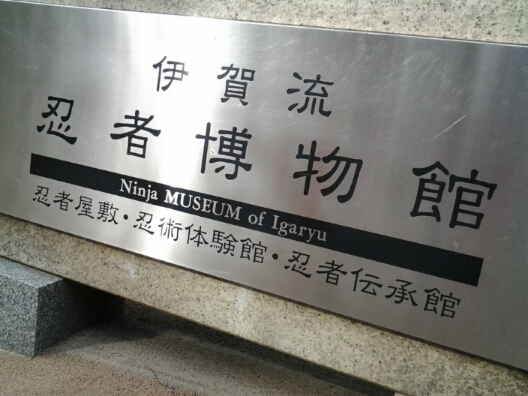 伊賀流
忍者博物館
Ninja MUSEUM of Igaryu
忍者屋敷・忍術体験館・忍者伝承館